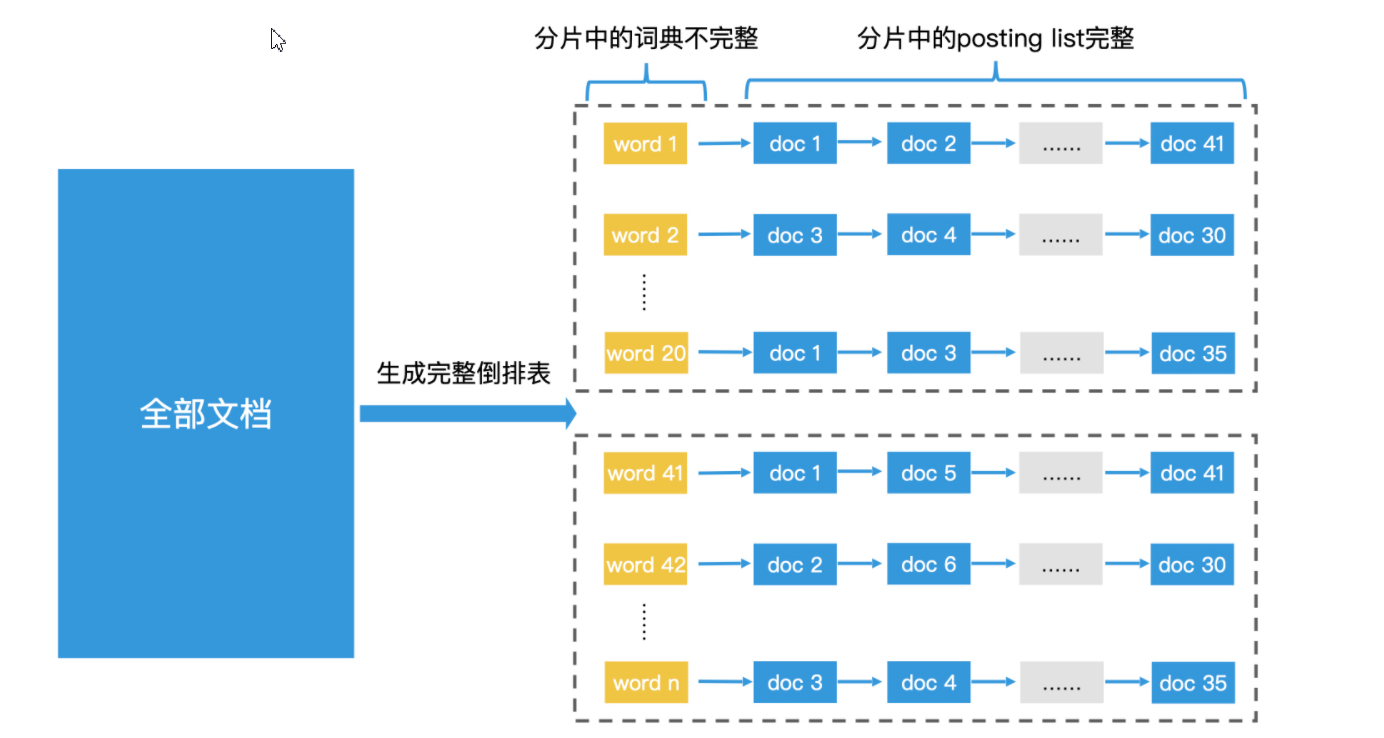 分片中的词典不完整 分片中的posting list完整
word 1 doc 1 doc 2 ...... doc 41
word 2 doc 3 doc 4 ...... doc 30
word 20 doc 1 doc 3 ...... doc 35
生成完整倒排表
全部文档
word 41 doc 1 doc 5 ...... doc 41
word 42 doc 2 doc 6 ...... doc 30
word n doc 3 doc 4 ...... doc 35